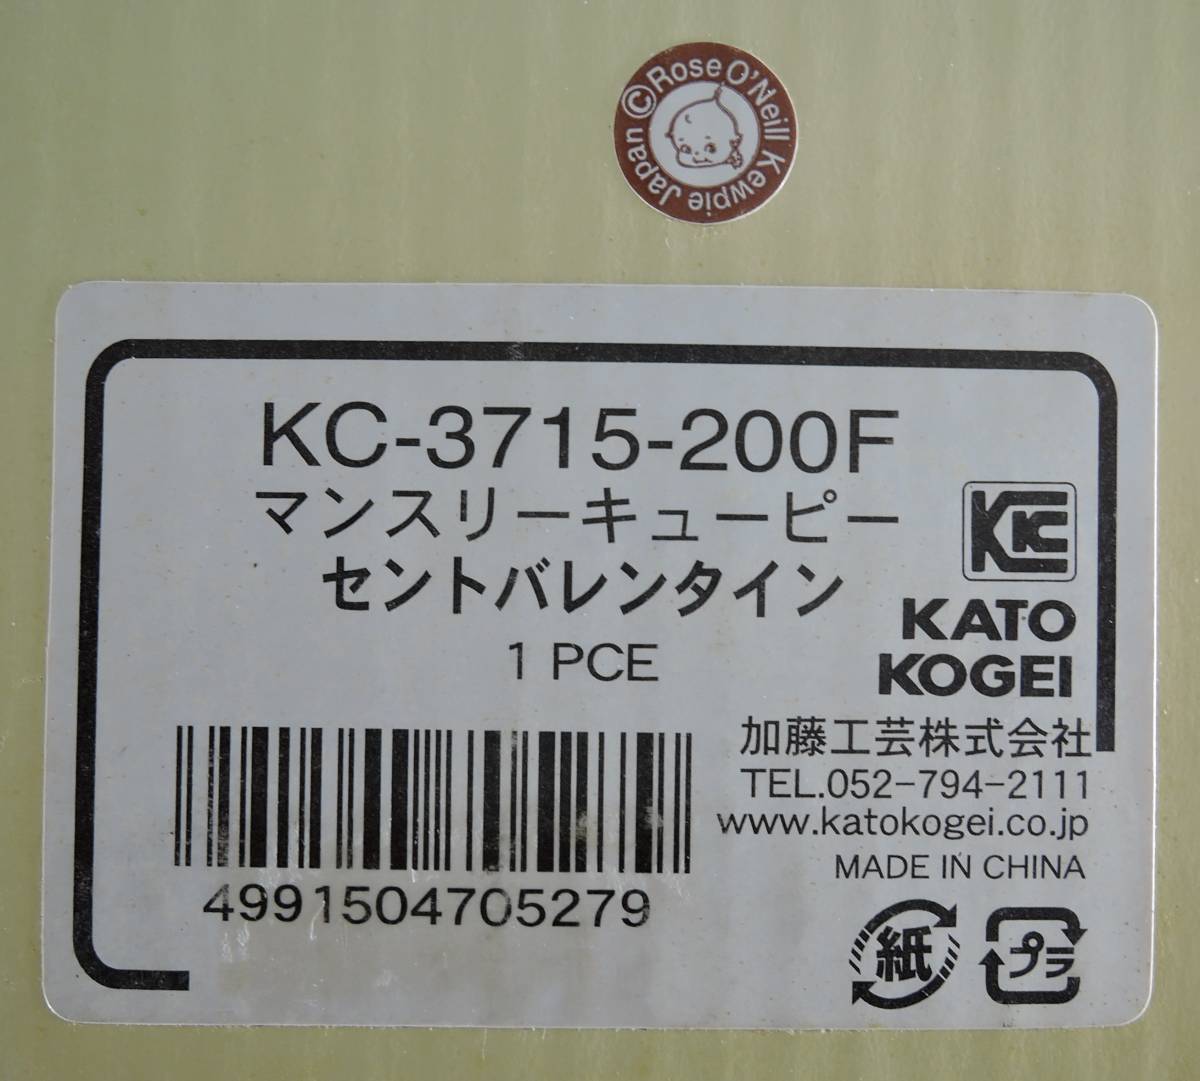 © Rose O'Neill Kewpie Japan
KC-3715-200F
マンスリーキューピー
セントバレンタイン
1 PCE
KC
KATO
KOGEI
加藤工芸株式会社
TEL.052-794-2111
www.katokogei.co.jp
MADE IN CHINA
4991504705279
紙
プラ